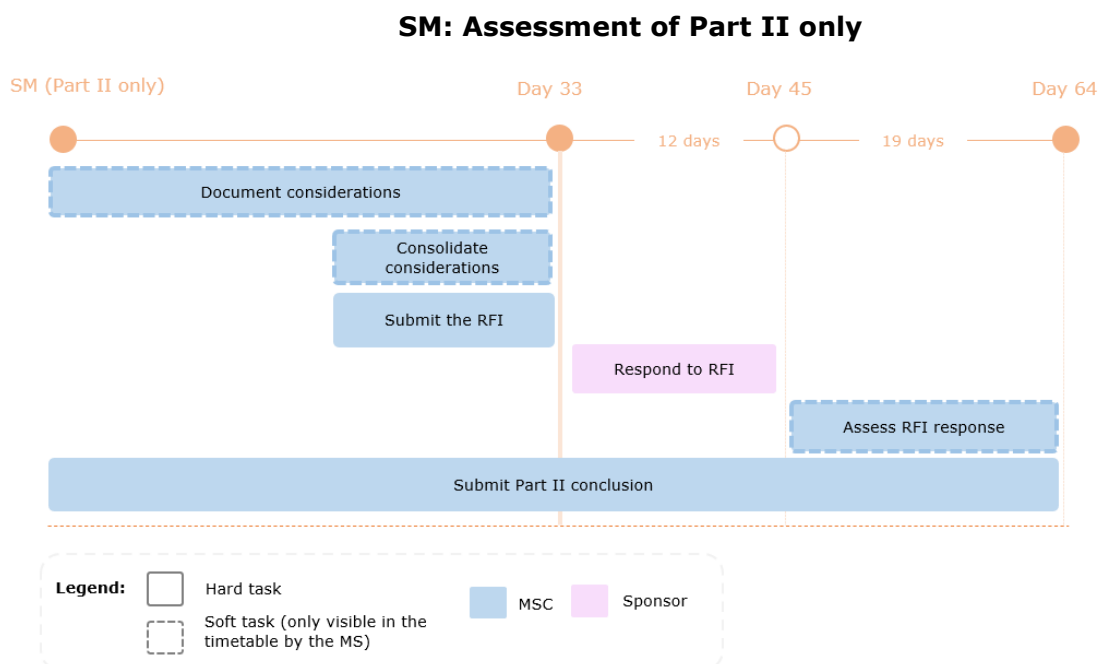 SM: Assessment of Part II only
SM (Part II only)
Day 33
Day 45
Day 64
12 days
19 days
Document considerations
Consolidate
considerations
Submit the RFI
Respond to RFI
Assess RFI response
Submit Part II conclusion
Legend:
Hard task
MSC
Sponsor
Soft task (only visible in the
timetable by the MS)